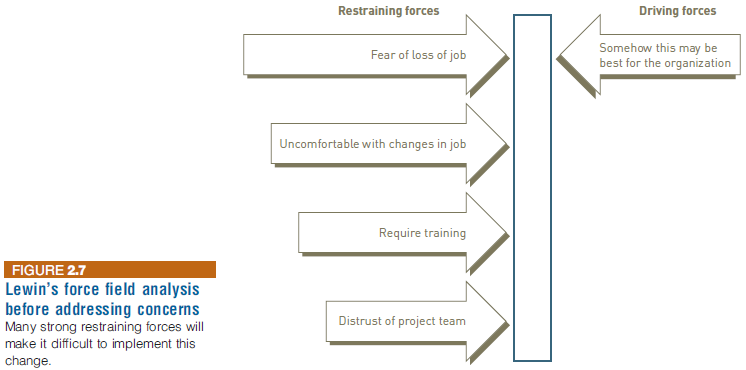 Restraining forces
Driving forces
Fear of loss of job
Somehow this may be
best for the organization
Uncomfortable with changes in job
Require training
Distrust of project team
FIGURE 2.7
Lewin's force field analysis
before addressing concerns
Many strong restraining forces will
make it difficult to implement this
change.